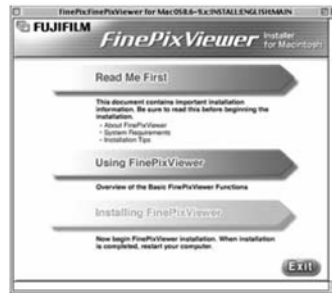 FinePix:FinePixViewer for MacOS8.6-9.x:INSTALL:ENGLISH:MAIN
FUJIFILM
FinePixViewer Installer for Macintosh
Read Me First
This document contains important installation
information. Be sure to read this before beginning the
installation.
- About FinePixViewer
- System Requirements
- Installation Tips
Using FinePixViewer
Overview of the Basic FinePixViewer Functions
Installing FinePixViewer
Now begin FinePixViewer installation. When installation
is completed, restart your computer.
Exit